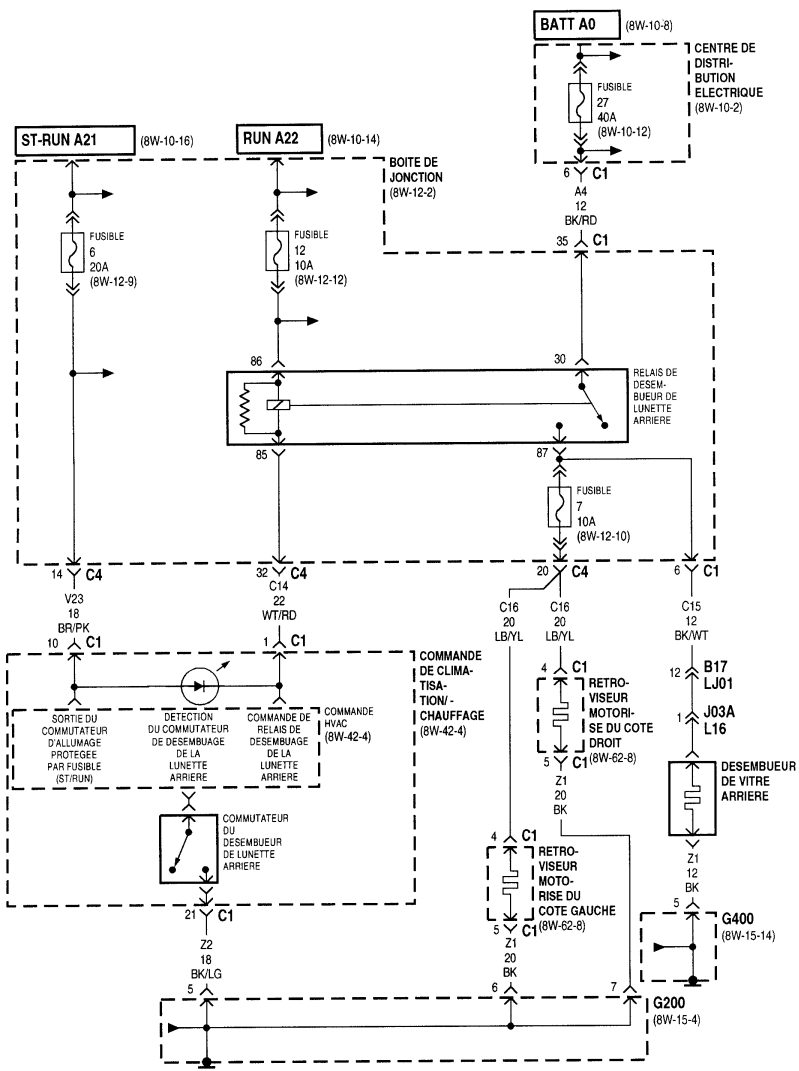 BATT A0
(8W-10-8)
CENTRE DE
DISTRI-
BUTION
ELECTRIQUE
(8W-10-2)
FUSIBLE
27
40A
(8W-10-12)
6
C1
A4
12
BK/RD
35
C1
ST-RUN A21
(8W-10-16)
RUN A22
(8W-10-14)
BOITE DE
JONCTION
(8W-12-2)
FUSIBLE
6
20A
(8W-12-9)
FUSIBLE
12
10A
(8W-12-12)
86
30
RELAIS DE
DESEM-
BUEUR DE
LUNETTE
ARRIERE
85
87
FUSIBLE
7
10A
(8W-12-10)
14
C4
32
C4
20
C4
6
C1
V23
18
BR/PK
C14
22
WT/RD
C16
20
LB/YL
C16
20
LB/YL
C15
12
BK/WT
10
C1
1
C1
COMMANDE
DE CLIMA-
TISA-
TION/-
CHAUFFAGE
(8W-42-4)
SORTIE DU
COMMUTATEUR
D'ALLUMAGE
PROTEGEE
PAR FUSIBLE
(ST/RUN)
DETECTION
DU COMMUTATEUR
DE DESEMBUAGE
DE LA
LUNETTE
ARRIERE
COMMANDE DE
RELAIS DE
DESEMBUAGE
DE LA
LUNETTE
ARRIERE
COMMANDE
HVAC
(8W-42-4)
COMMUTATEUR
DU
DESEMBUEUR
DE LUNETTE
ARRIERE
21
C1
Z2
18
BK/LG
5
4
C1
RETRO-
VISEUR
MOTORI-
SE DU COTE
DROIT
(8W-62-8)
5
C1
Z1
20
BK
12
B17
LJ01
1
J03A
L16
DESEMBUEUR
DE VITRE
ARRIERE
Z1
12
BK
5
G400
(8W-15-14)
4
C1
RETRO-
VISEUR
MOTO-
RISE DU
COTE GAUCHE
(8W-62-8)
5
C1
Z1
20
BK
6
7
G200
(8W-15-4)